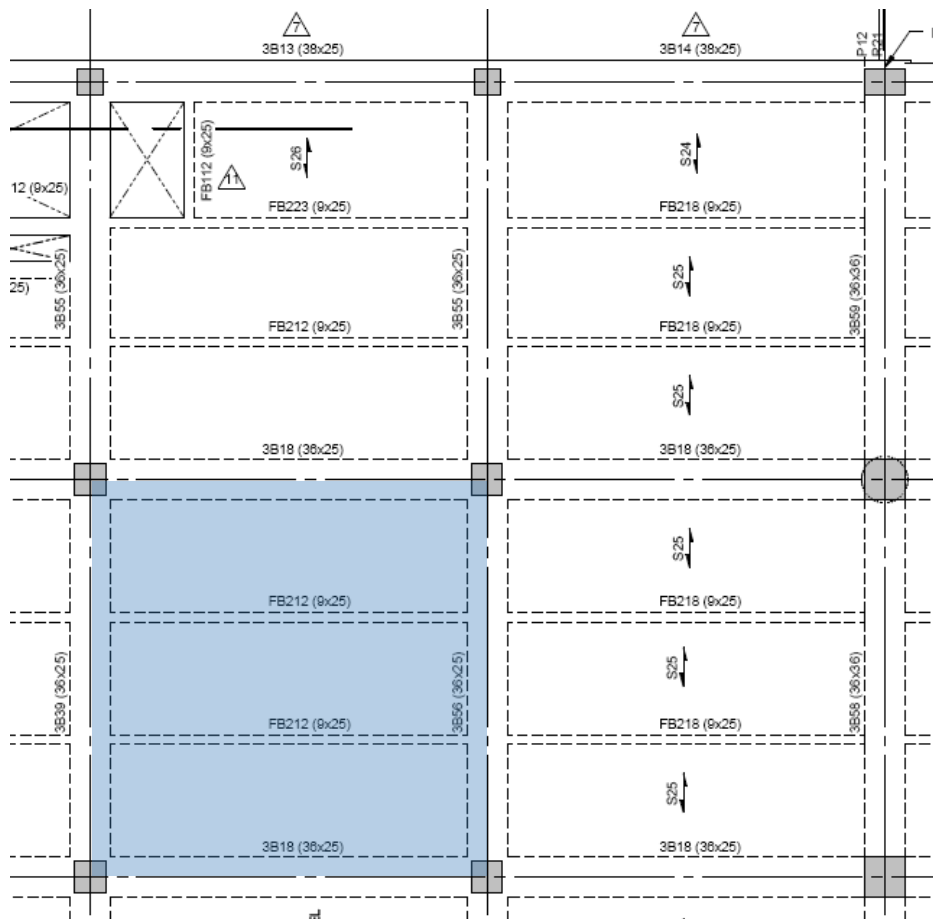 7
7
3B13 (38x25)
3B14 (38x25)
P12
P21
FB112 (9x25)
11
S26
S24
12 (9x25)
FB223 (9x25)
FB218 (9x25)
25)
3B55 (36x25)
3B55 (36x25)
S25
3B59 (36x36)
FB212 (9x25)
FB218 (9x25)
S25
3B18 (36x25)
3B18 (36x25)
S25
FB212 (9x25)
FB218 (9x25)
3B39 (36x25)
3B56 (36x25)
S25
3B58 (36x36)
FB212 (9x25)
FB218 (9x25)
S25
3B18 (36x25)
3B18 (36x25)